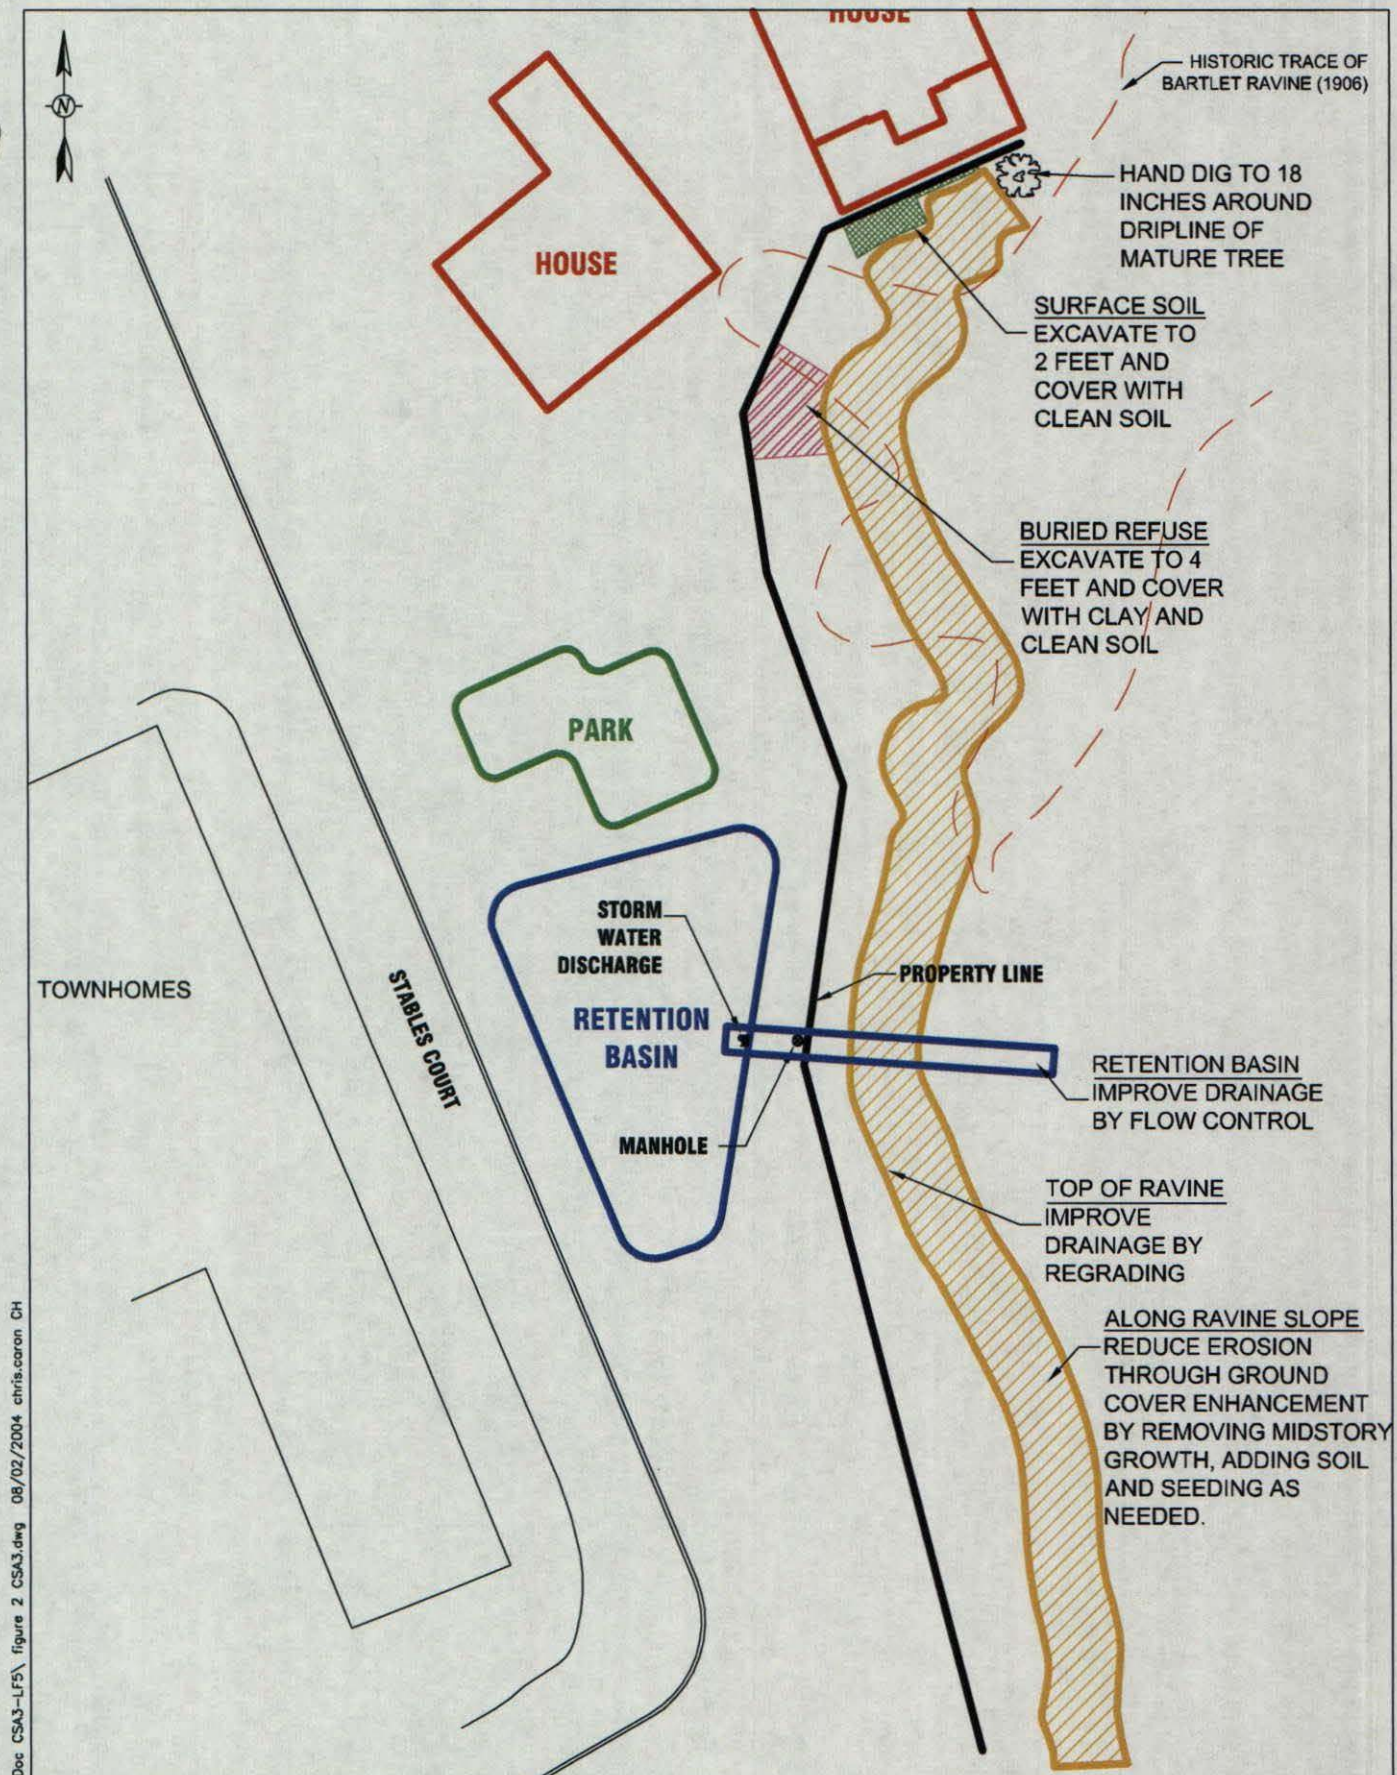 HOUSE
N
HISTORIC TRACE OF
BARTLET RAVINE (1906)
HAND DIG TO 18
INCHES AROUND
DRIPLINE OF
MATURE TREE
HOUSE
SURFACE SOIL
EXCAVATE TO
2 FEET AND
COVER WITH
CLEAN SOIL
BURIED REFUSE
EXCAVATE TO 4
FEET AND COVER
WITH CLAY AND
CLEAN SOIL
PARK
STORM
WATER
DISCHARGE
PROPERTY LINE
TOWNHOMES
STABLES COURT
RETENTION
BASIN
RETENTION BASIN
IMPROVE DRAINAGE
BY FLOW CONTROL
MANHOLE
TOP OF RAVINE
IMPROVE
DRAINAGE BY
REGRADING
ALONG RAVINE SLOPE
REDUCE EROSION
THROUGH GROUND
COVER ENHANCEMENT
BY REMOVING MIDSTORY
GROWTH, ADDING SOIL
AND SEEDING AS
NEEDED.
Doc CSA3-LF5\ figure 2 CSA3.dwg 08/02/2004 chris.caron CH